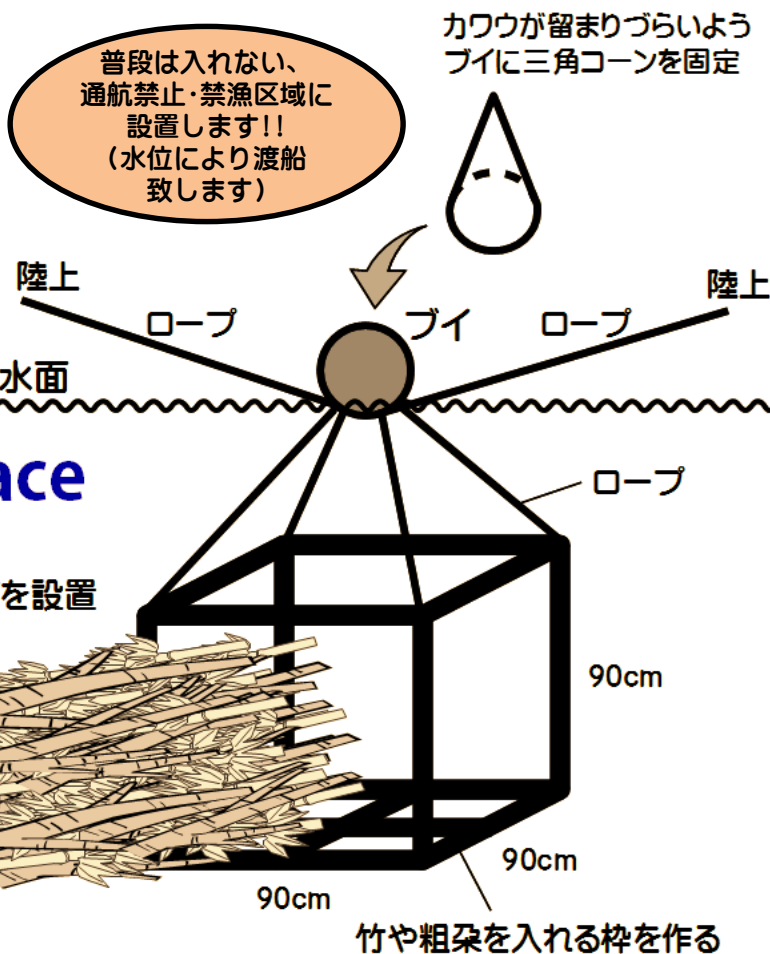 カワウが留まりづらいよう
ブイに三角コーンを固定
普段は入れない、
通航禁止・禁漁区域に
設置します!!
（水位により渡船
致します）
陸上
陸上
ロープ
ブイ
ロープ
水面
ace
ロープ
を設置
90cm
90cm
90cm
竹や粗朶を入れる枠を作る